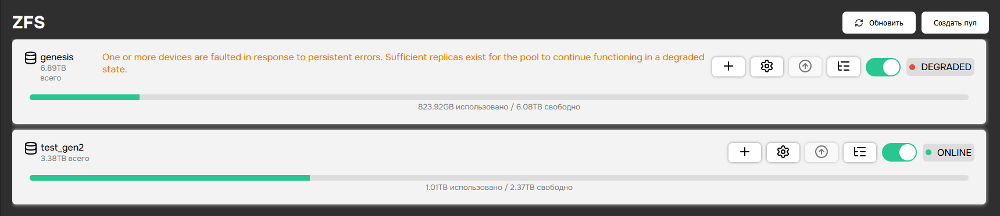 ZFS
Обновить
Создать пул
genesis
6.89TB
всего
One or more devices are faulted in response to persistent errors. Sufficient replicas exist for the pool to continue functioning in a degraded
state.
DEGRADED
823.92GB использовано / 6.08TB свободно
test_gen2
3.38TB всего
ONLINE
1.01TB использовано / 2.37TB свободно